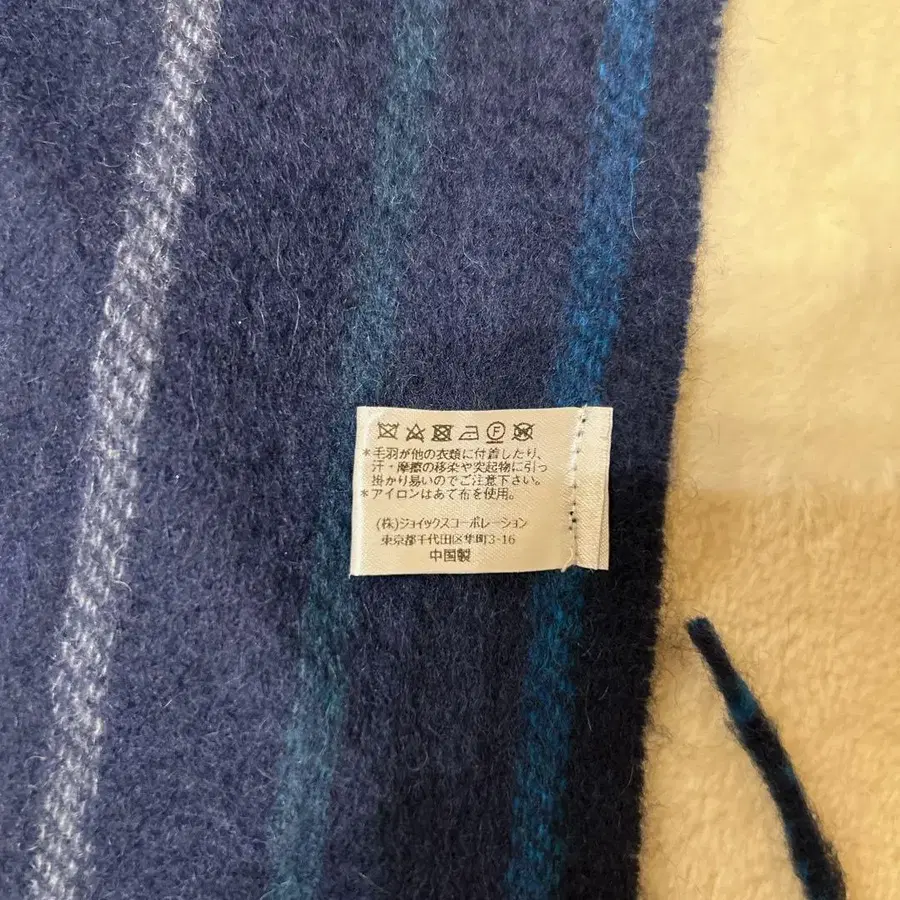 *毛羽が他の衣類に付着したり、
汗・摩擦の移染や突起物に引っ
掛かり易いのでご注意下さい。
*アイロンはあて布を使用。
(株)ジョイックスコーポレーション
東京都千代田区隼町3-16
中国製